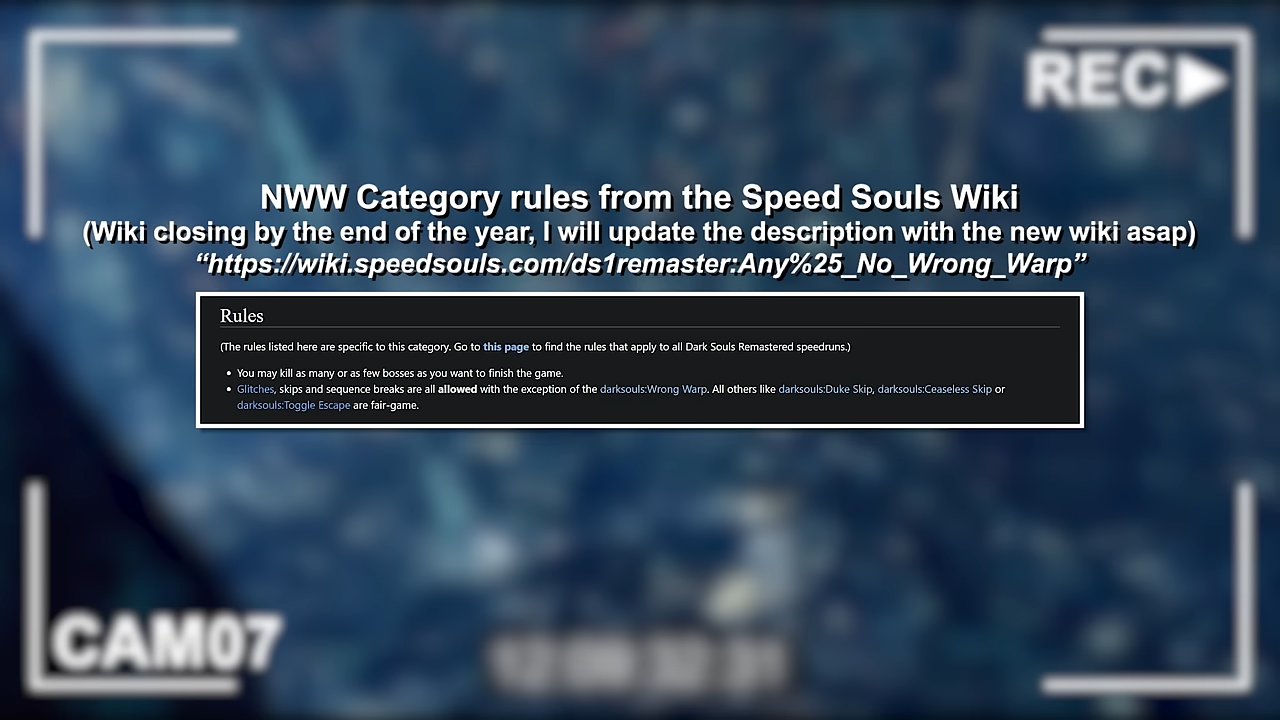 REC
NWW Category rules from the Speed Souls Wiki
(Wiki closing by the end of the year, I will update the description with the new wiki asap)
“https://wiki.speedsouls.com/ds1remaster:Any%25_No_Wrong_Warp”
Rules
(The rules listed here are specific to this category. Go to this page to find the rules that apply to all Dark Souls Remastered speedruns.)
• You may kill as many or as few bosses as you want to finish the game.
• Glitches, skips and sequence breaks are all allowed with the exception of the darksouls:Wrong Warp. All others like darksouls:Duke Skip, darksouls:Ceaseless Skip or
darksouls:Toggle Escape are fair-game.
CAM07